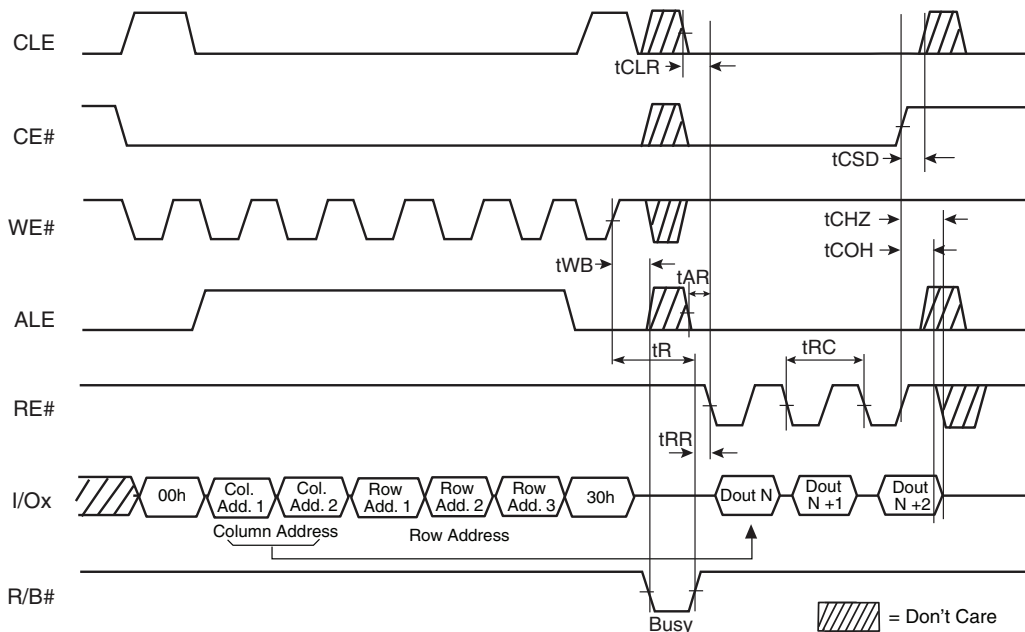 CLE
tCLR
CE#
tCSD
WE#
tCHZ
tCOH
tWB
tAR
ALE
tR
tRC
RE#
tRR
I/Ox
00h
Col. Add. 1
Col. Add. 2
Row Add. 1
Row Add. 2
Row Add. 3
30h
Dout N
Dout N +1
Dout N +2
Column Address
Row Address
R/B#
Busy
= Don't Care